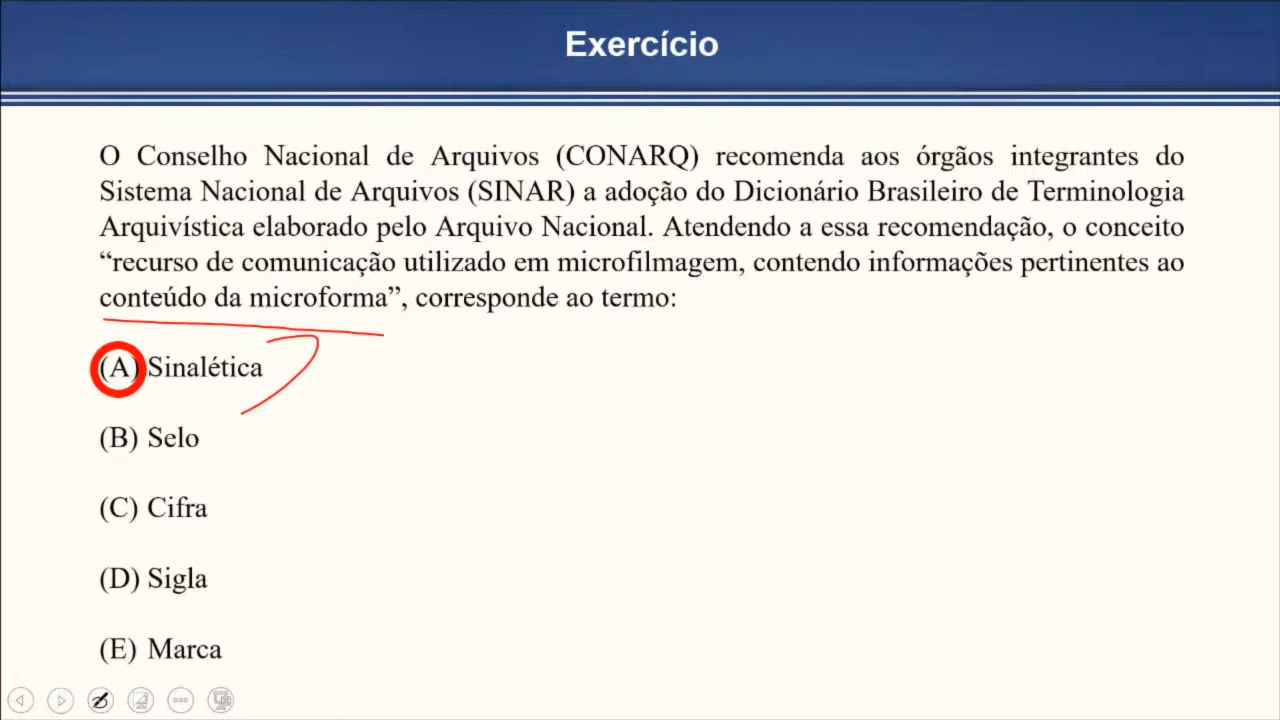 Exercício
O Conselho Nacional de Arquivos (CONARQ) recomenda aos órgãos integrantes do
Sistema Nacional de Arquivos (SINAR) a adoção do Dicionário Brasileiro de Terminologia
Arquivística elaborado pelo Arquivo Nacional. Atendendo a essa recomendação, o conceito
“recurso de comunicação utilizado em microfilmagem, contendo informações pertinentes ao
conteúdo da microforma”, corresponde ao termo:
(A) Sinalética
(B) Selo
(C) Cifra
(D) Sigla
(E) Marca